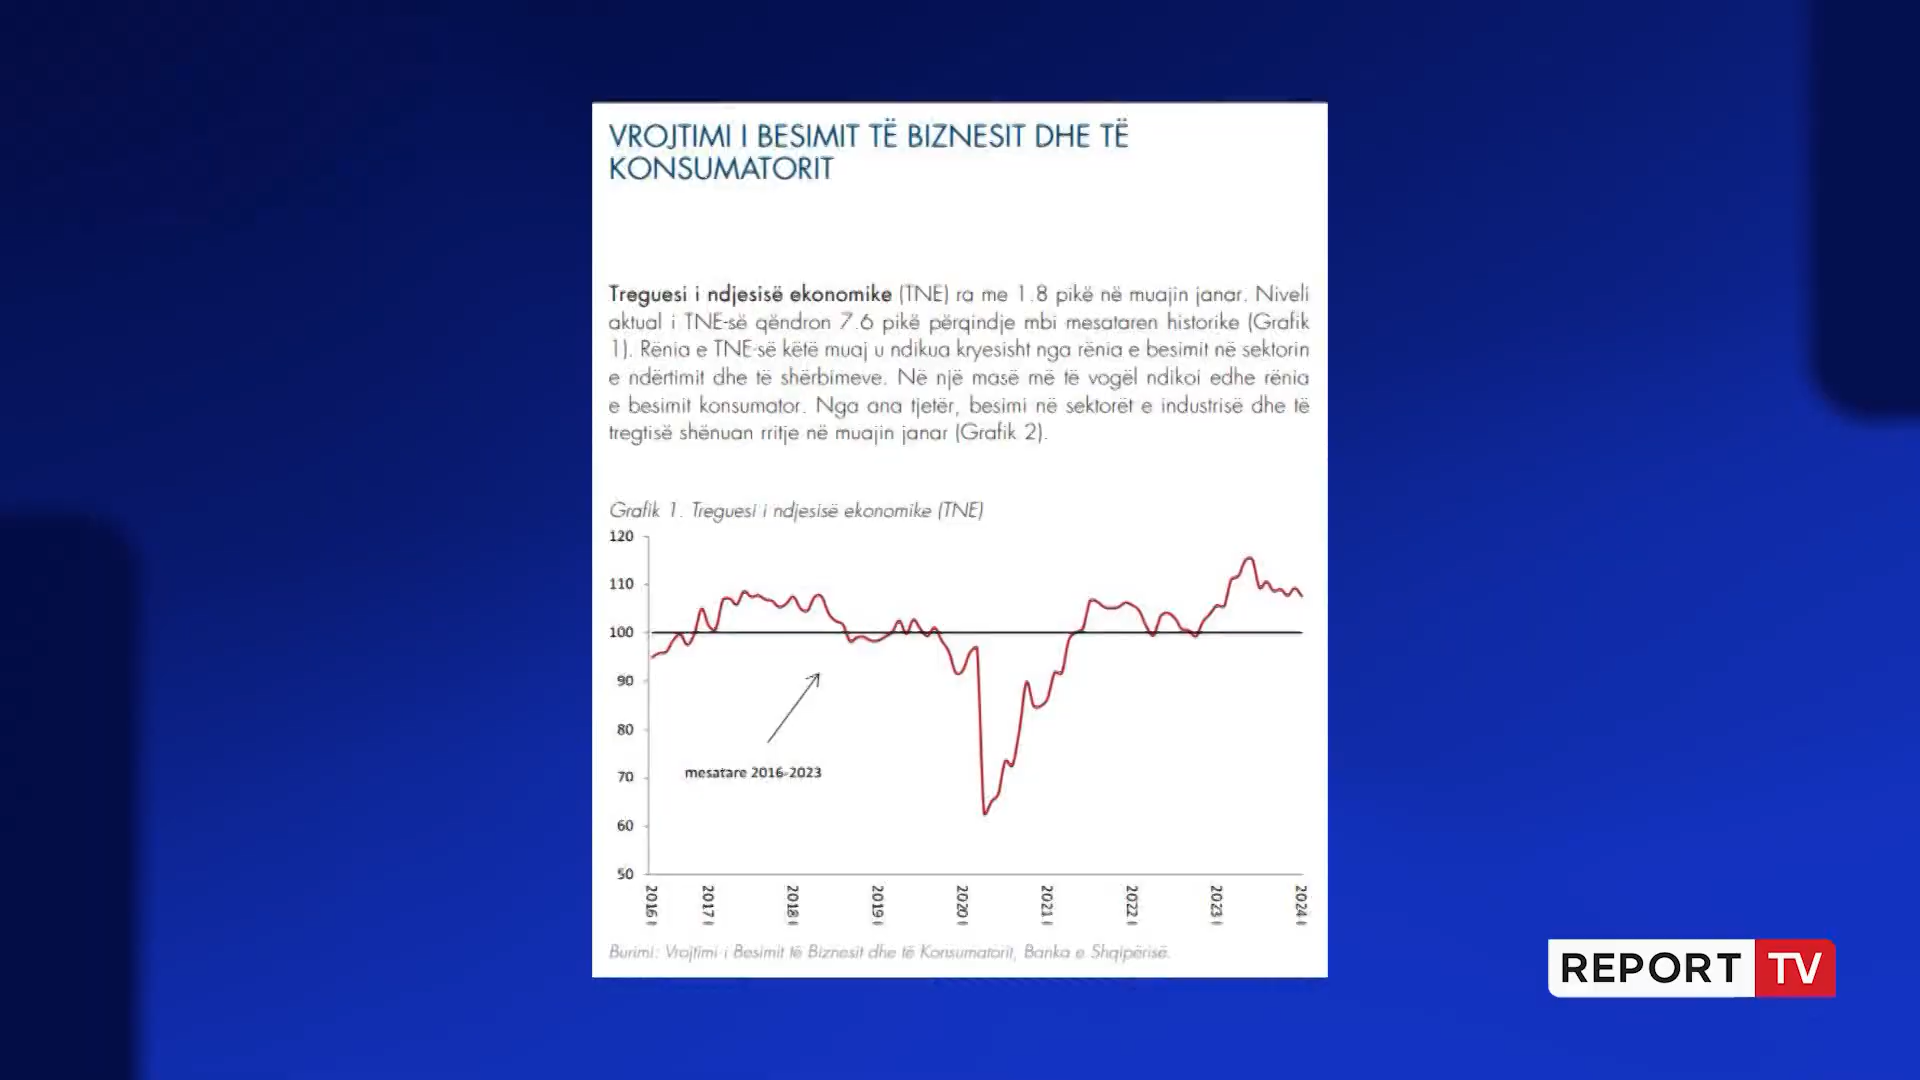 VROJTIMI I BESIMIT TË BIZNESIT DHE TË
KONSUMATORIT
Treguesi i ndjesisë ekonomike (TNE) ra me 1.8 pikë në muajin janar. Niveli
aktual i TNE-së qëndron 7.6 pikë përqindje mbi mesataren historike (Grafik
1). Rënia e TNE-së këtë muaj u ndikua kryesisht nga rënia e besimit në sektorin
e ndërtimit dhe të shërbimeve. Në një masë më të vogël ndikoi edhe rënia
e besimit konsumator. Nga ana tjetër, besimi në sektorët e industrisë dhe të
tregtisë shënuan rritje në muajin janar (Grafik 2).
Grafik 1. Treguesi i ndjesisë ekonomike (TNE)
120
110
100
90
80
70
60
50
mesatare 2016-2023
2016
2017
2018
2019
2020
2021
2022
2023
2024
Burimi: Vrojtimi i Besimit të Biznesit dhe të Konsumatorit, Banka e Shqipërisë.
REPORT TV